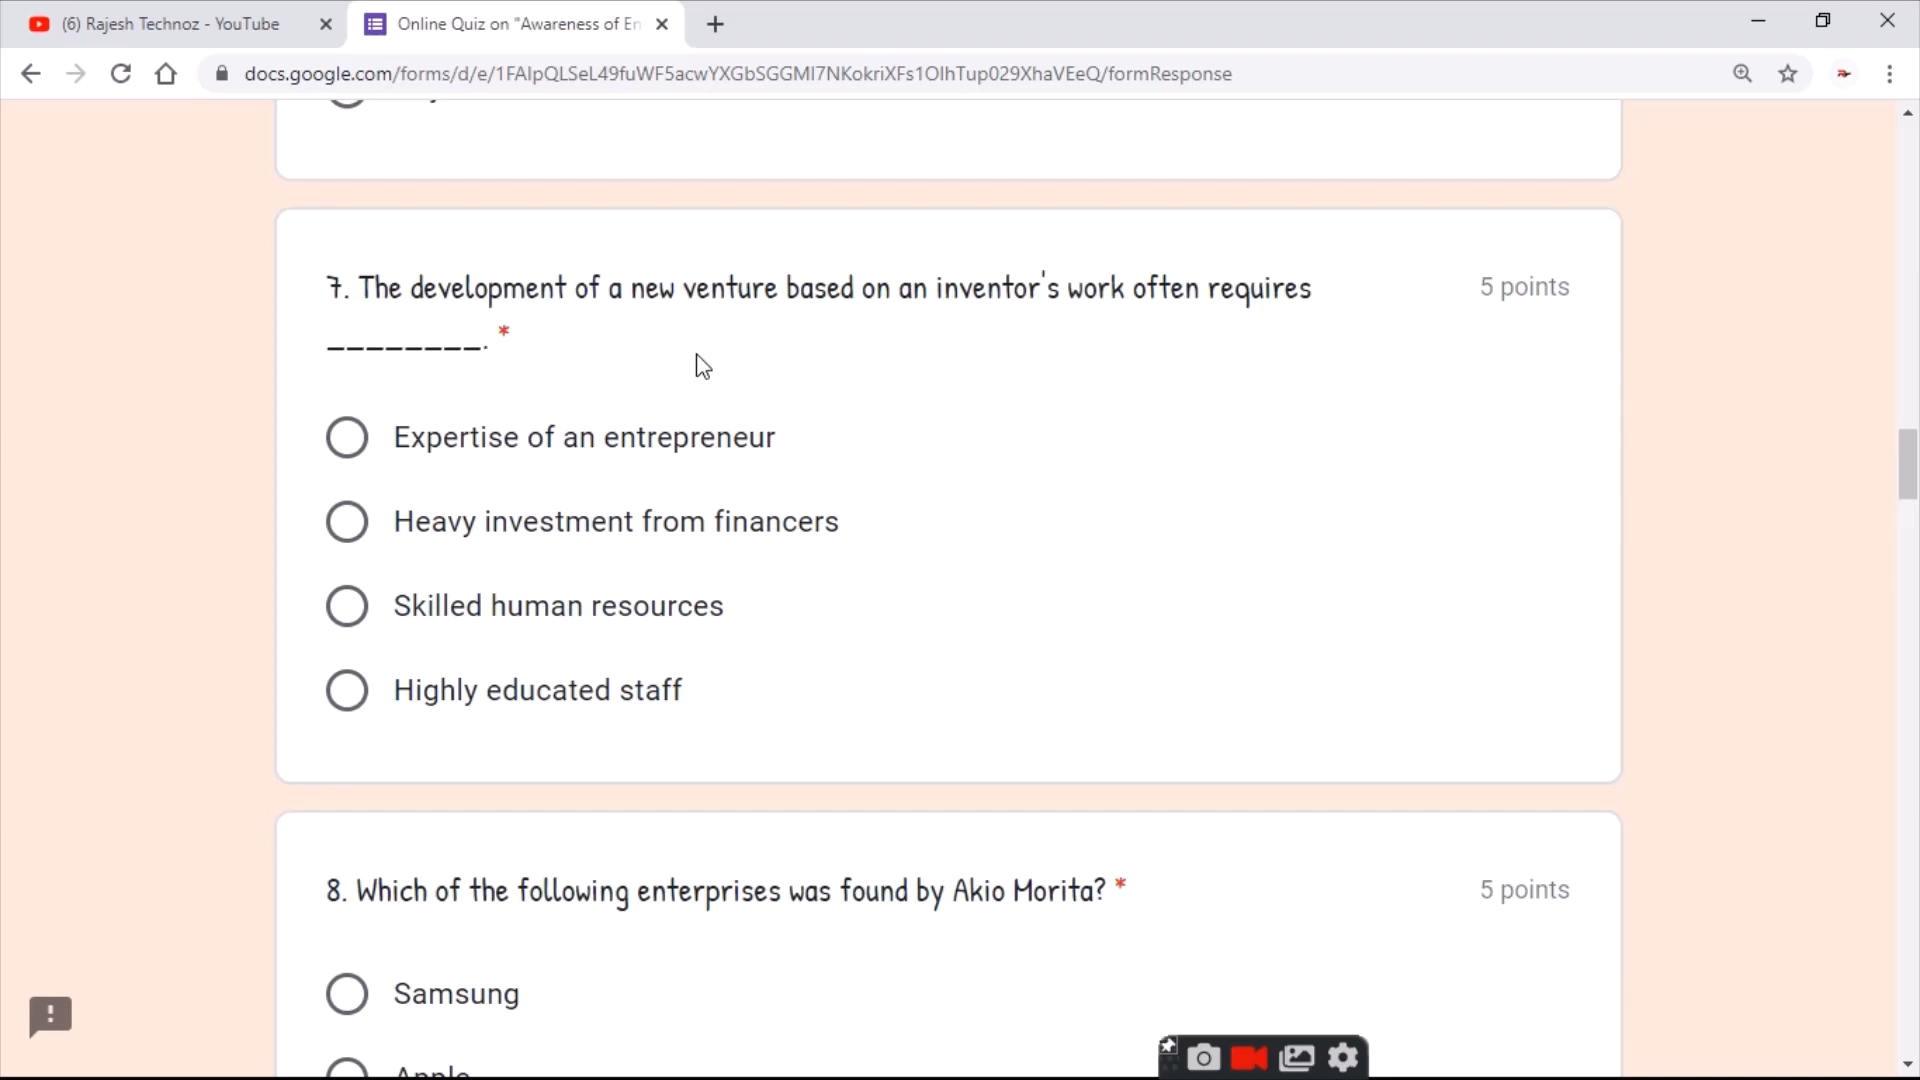 (6) Rajesh Technoz - YouTube
Online Quiz on "Awareness of En
docs.google.com/forms/d/e/1FAIpQLSeL49fuWF5acwYXGbSGGMl7NKokriXFs1OlhTup029XhaVEeQ/formResponse
7. The development of a new venture based on an inventor's work often requires
________. *
5 points
Expertise of an entrepreneur
Heavy investment from financers
Skilled human resources
Highly educated staff
8. Which of the following enterprises was found by Akio Morita? *
5 points
Samsung
Apple